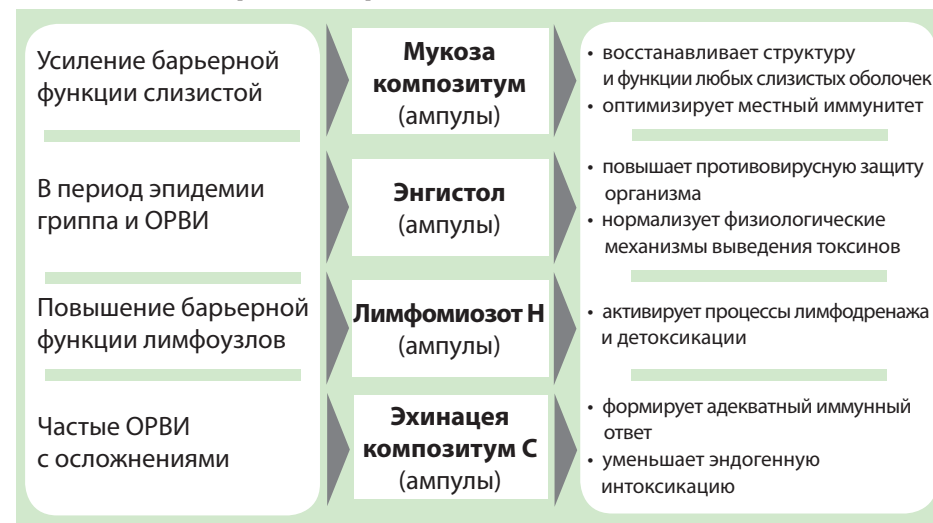 Усиление барьерной
функции слизистой
Мукоза
композитум
(ампулы)
• восстанавливает структуру
и функции любых слизистых оболочек
• оптимизирует местный иммунитет
В период эпидемии
гриппа и ОРВИ
Энгистол
(ампулы)
• повышает противовирусную защиту
организма
• нормализует физиологические
механизмы выведения токсинов
Повышение барьерной
функции лимфоузлов
Лимфомиозот Н
(ампулы)
• активирует процессы лимфодренажа
и детоксикации
Частые ОРВИ
с осложнениями
Эхинацея
композитум С
(ампулы)
• формирует адекватный иммунный
ответ
• уменьшает эндогенную
интоксикацию